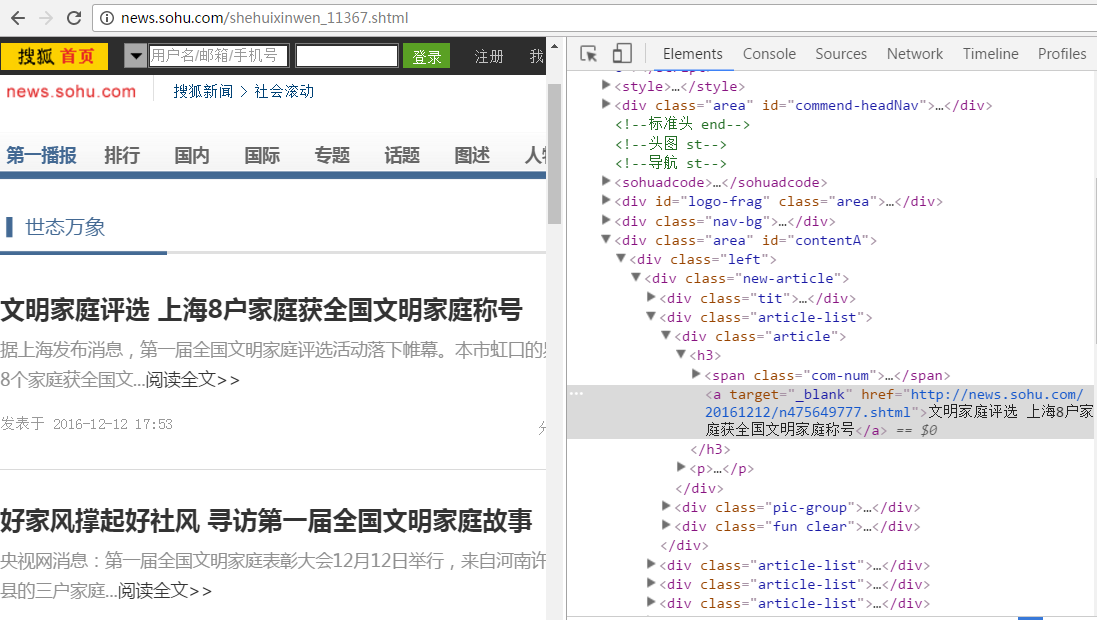 news.sohu.com/shehuixinwen_11367.shtml
搜狐 首页 用户名/邮箱/手机号 登录 注册 我
news.sohu.com 搜狐新闻 > 社会滚动
第一播报 排行 国内 国际 专题 话题 图述
世态万象
文明家庭评选 上海8户家庭获全国文明家庭称号
据上海发布消息，第一届全国文明家庭评选活动落下帷幕。本市虹口的
8个家庭获全国文...阅读全文>>
发表于 2016-12-12 17:53
好家风撑起好社风 寻访第一届全国文明家庭故事
央视网消息：第一届全国文明家庭表彰大会12月12日举行，来自河南许
县的三户家庭...阅读全文>>
Elements Console Sources Network Timeline Profiles
<style>…</style>
<div class="area" id="commend-headNav">…</div>
<!--标准头 end-->
<!--头图 st-->
<!--导航 st-->
<sohuadcode>…</sohuadcode>
<div id="logo-frag" class="area">…</div>
<div class="nav-bg">…</div>
<div class="area" id="contentA">
<div class="left">
<div class="new-article">
<div class="tit">…</div>
<div class="article-list">
<div class="article">
<h3>
<span class="com-num">…</span>
<a target="_blank" href="http://news.sohu.com/
20161212/n475649777.shtml">文明家庭评选 上海8户家
庭获全国文明家庭称号</a> == $0
</h3>
<p>…</p>
</div>
<div class="pic-group">…</div>
<div class="fun clear">…</div>
</div>
<div class="article-list">…</div>
<div class="article-list">…</div>
<div class="article-list">…</div>